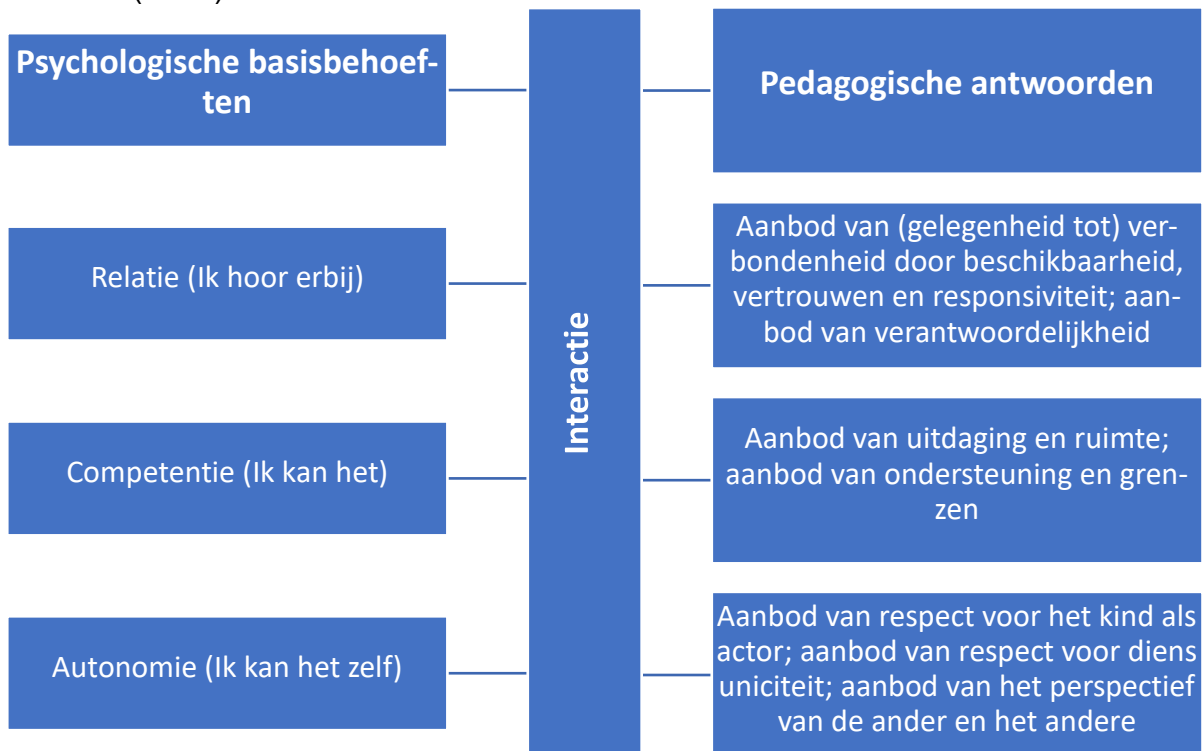 Psychologische basisbehoef-
ten
Pedagogische antwoorden
Relatie (Ik hoor erbij)
Aanbod van (gelegenheid tot) ver-
bondenheid door beschikbaarheid,
vertrouwen en responsiviteit; aan-
bod van verantwoordelijkheid
Interactie
Competentie (Ik kan het)
Aanbod van uitdaging en ruimte;
aanbod van ondersteuning en gren-
zen
Autonomie (Ik kan het zelf)
Aanbod van respect voor het kind als
actor; aanbod van respect voor diens
uniciteit; aanbod van het perspectief
van de ander en het andere